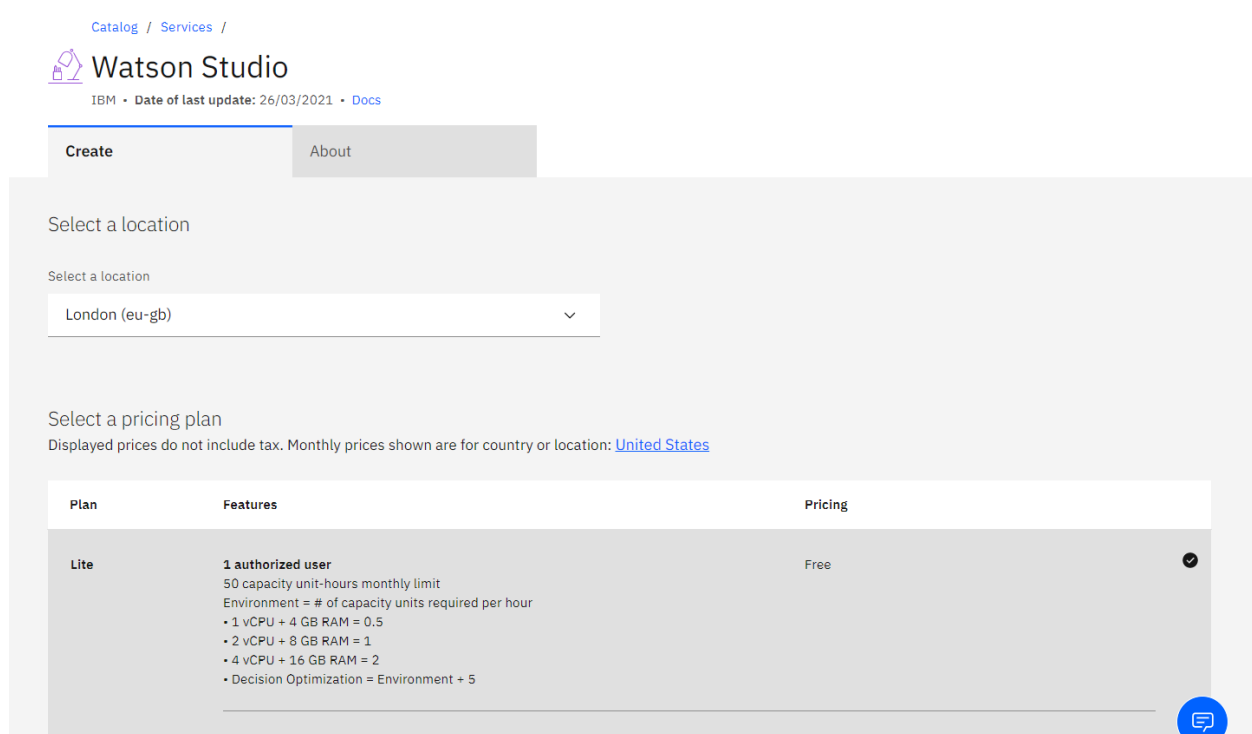 Catalog / Services /
Watson Studio
IBM • Date of last update: 26/03/2021 • Docs
Create About
Select a location
Select a location
London (eu-gb)
Select a pricing plan
Displayed prices do not include tax. Monthly prices shown are for country or location: United States
Plan Features Pricing
Lite 1 authorized user Free
50 capacity unit-hours monthly limit
Environment = # of capacity units required per hour
• 1 vCPU + 4 GB RAM = 0.5
• 2 vCPU + 8 GB RAM = 1
• 4 vCPU + 16 GB RAM = 2
• Decision Optimization = Environment + 5